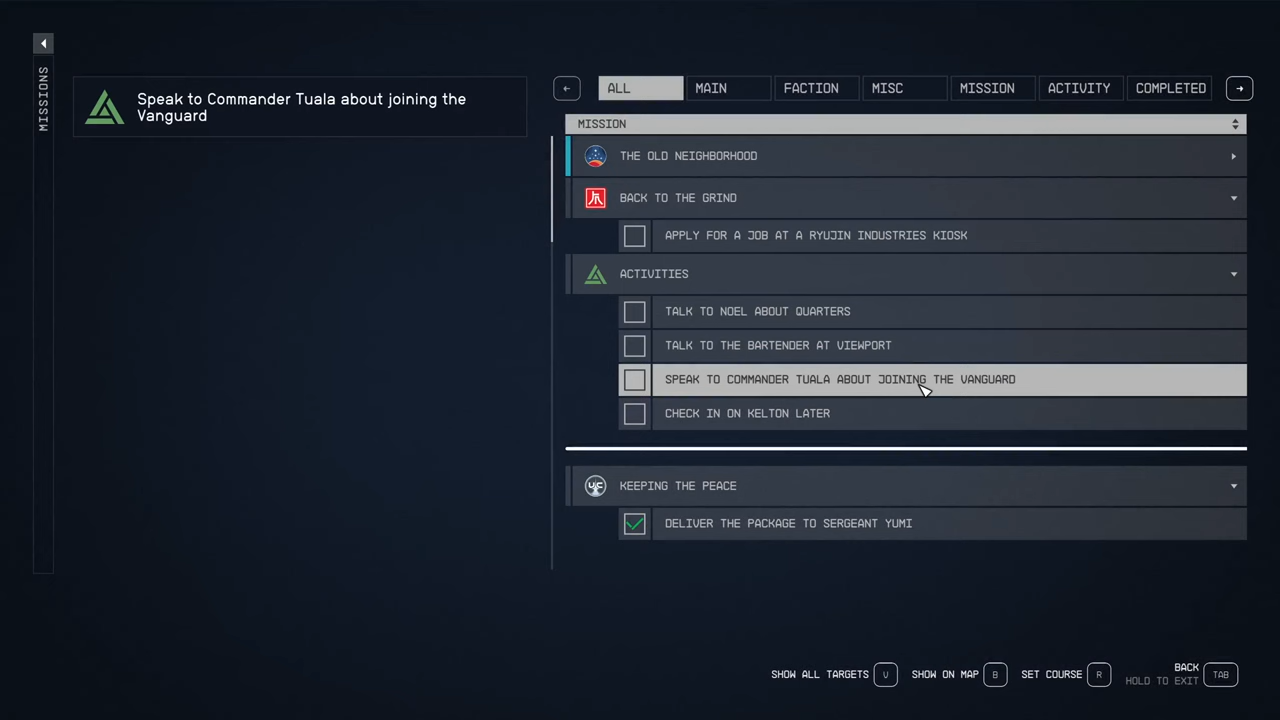 MISSIONS
Speak to Commander Tuala about joining the
Vanguard
ALL
MAIN
FACTION
MISC
MISSION
ACTIVITY
COMPLETED
MISSION
THE OLD NEIGHBORHOOD
BACK TO THE GRIND
APPLY FOR A JOB AT A RYUJIN INDUSTRIES KIOSK
ACTIVITIES
TALK TO NOEL ABOUT QUARTERS
TALK TO THE BARTENDER AT VIEWPORT
SPEAK TO COMMANDER TUALA ABOUT JOINING THE VANGUARD
CHECK IN ON KELTON LATER
UC
KEEPING THE PEACE
DELIVER THE PACKAGE TO SERGEANT YUMI
SHOW ALL TARGETS V
SHOW ON MAP B
SET COURSE R
BACK
HOLD TO EXIT
TAB